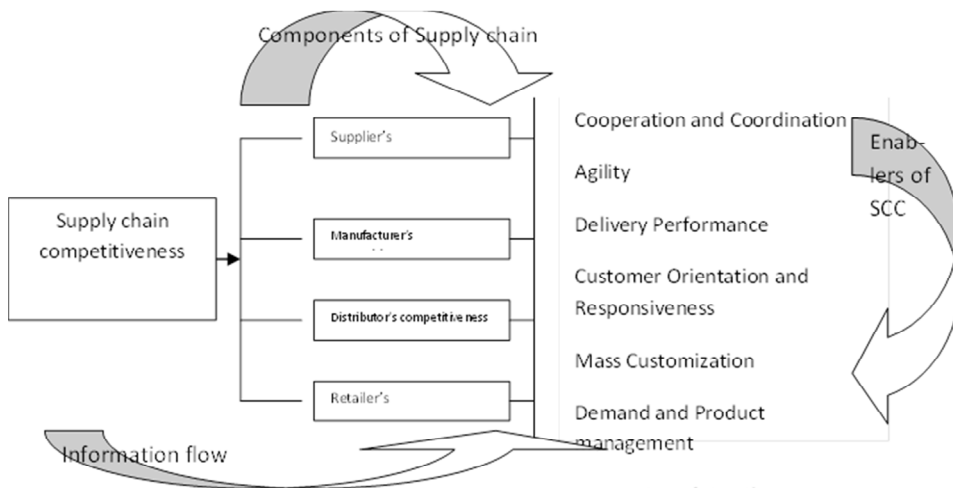 Components of Supply chain
Supplier's
Manufacturer's
Distributor's competitiveness
Retailer's
Supply chain
competitiveness
Cooperation and Coordination
Agility
Delivery Performance
Customer Orientation and
Responsiveness
Mass Customization
Demand and Product
management
Enab-
lers of
SCC
Information flow